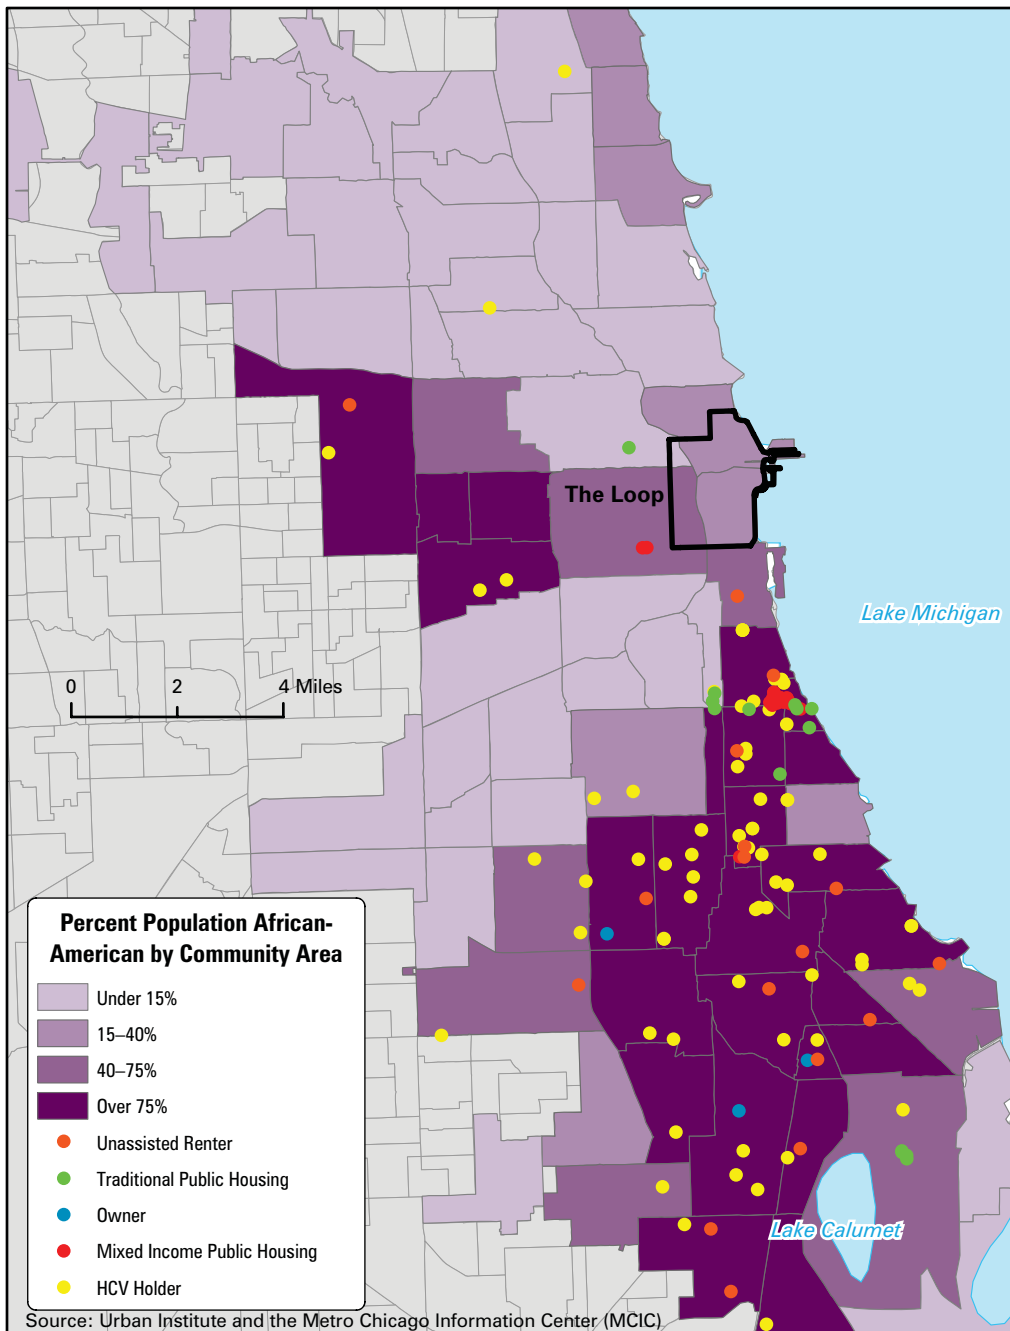 The Loop
Lake Michigan
0 2 4 Miles
Percent Population African-
American by Community Area
Under 15%
15–40%
40–75%
Over 75%
Unassisted Renter
Traditional Public Housing
Owner
Mixed Income Public Housing
HCV Holder
Lake Calumet
Source: Urban Institute and the Metro Chicago Information Center (MCIC)